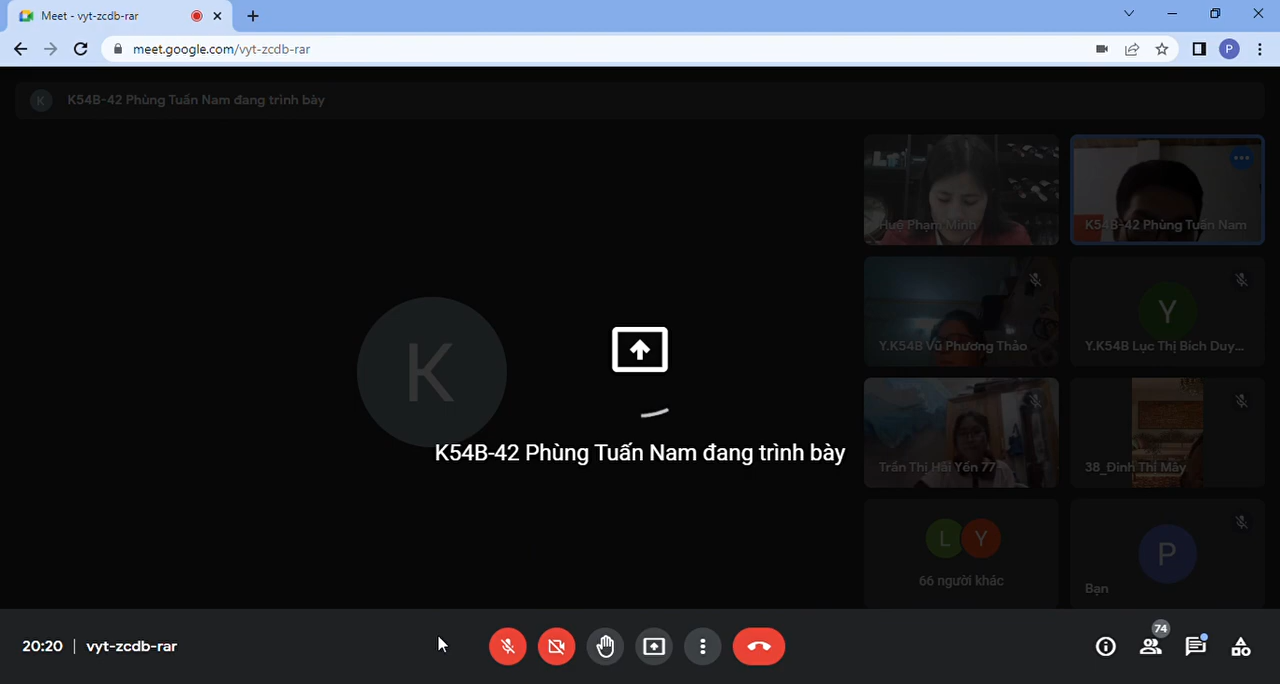 Meet - vyt-zcdb-rar
meet.google.com/vyt-zcdb-rar
P
K
K54B-42 Phùng Tuấn Nam đang trình bày
Huê Phạm Minh
K54B-42 Phùng Tuấn Nam
K
K54B-42 Phùng Tuấn Nam đang trình bày
Y.K54B Vũ Phương Thảo
Y
Y.K54B Lục Thị Bích Duy...
Trần Thị Hải Yến 77
38_Đinh Thị Mây
L Y
66 người khác
P
Bạn
20:20 | vyt-zcdb-rar
74